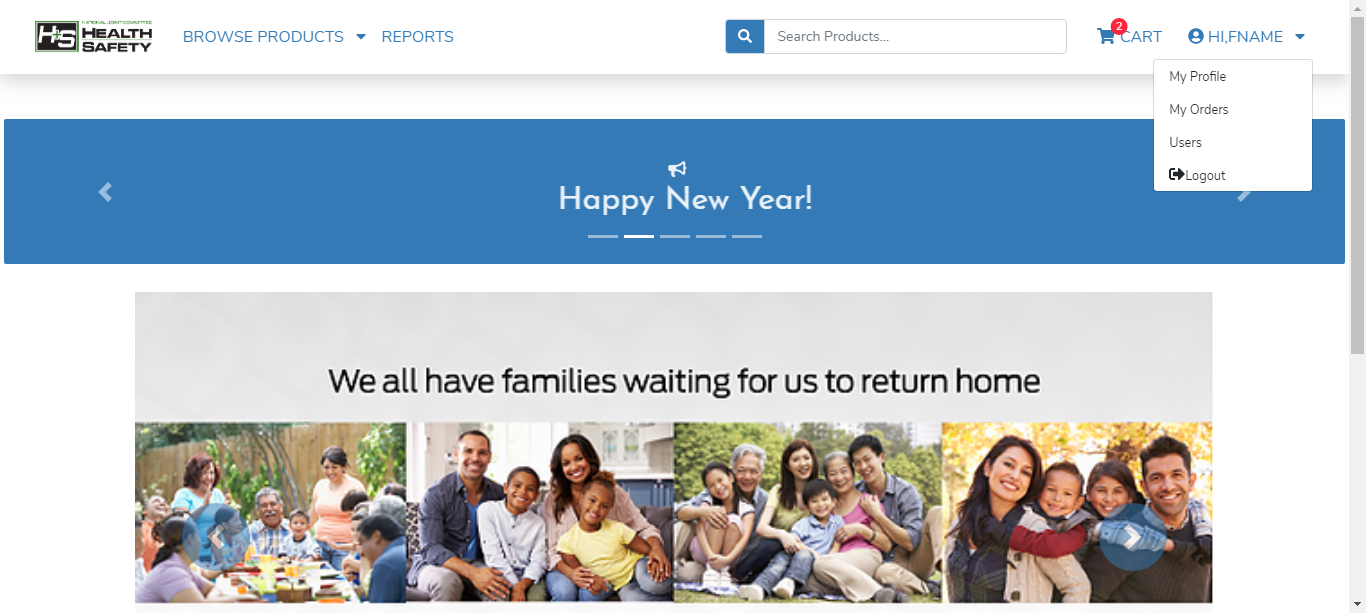 NATIONAL JOINT COMMITTEE
H+S HEALTH
SAFETY
BROWSE PRODUCTS
REPORTS
Search Products...
2
CART
HI,FNAME
My Profile
My Orders
Users
Logout
Happy New Year!
We all have families waiting for us to return home